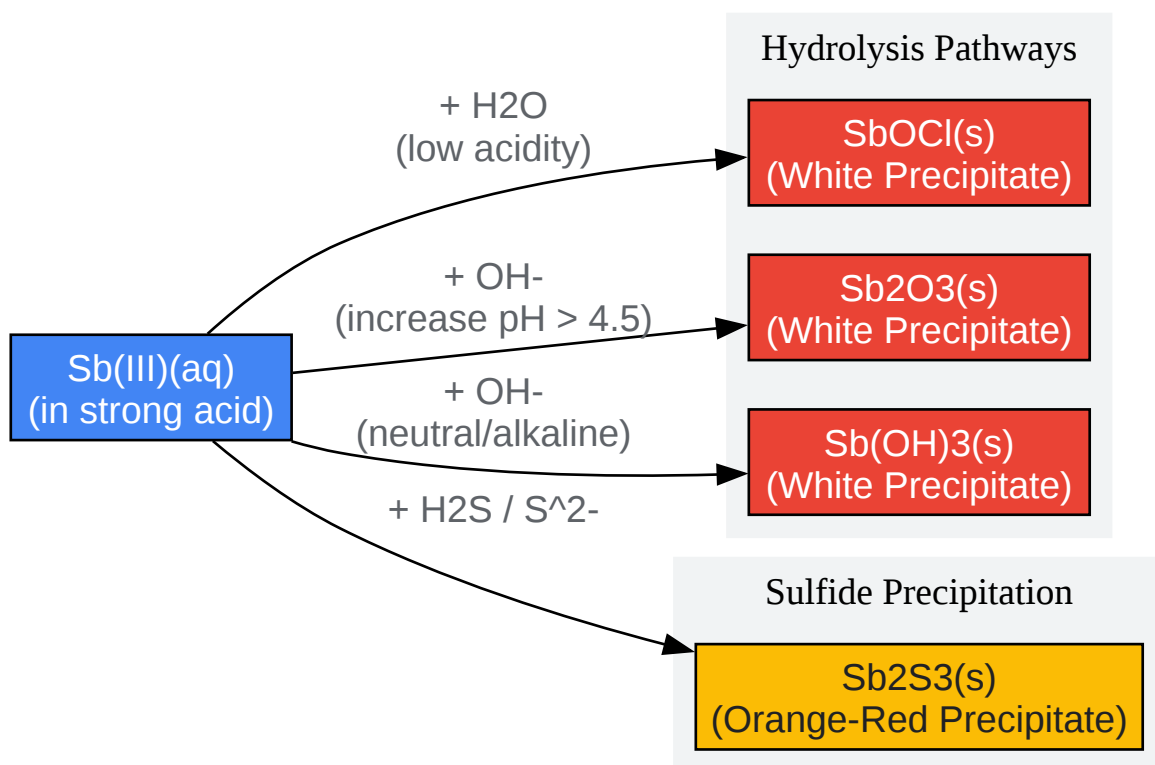 Hydrolysis Pathways
+ H2O
(low acidity)
SbOCl(s)
(White Precipitate)
+ OH-
(increase pH > 4.5)
Sb2O3(s)
(White Precipitate)
Sb(III)(aq)
(in strong acid)
+ OH-
(neutral/alkaline)
Sb(OH)3(s)
(White Precipitate)
+ H2S / S^2-
Sulfide Precipitation
Sb2S3(s)
(Orange-Red Precipitate)